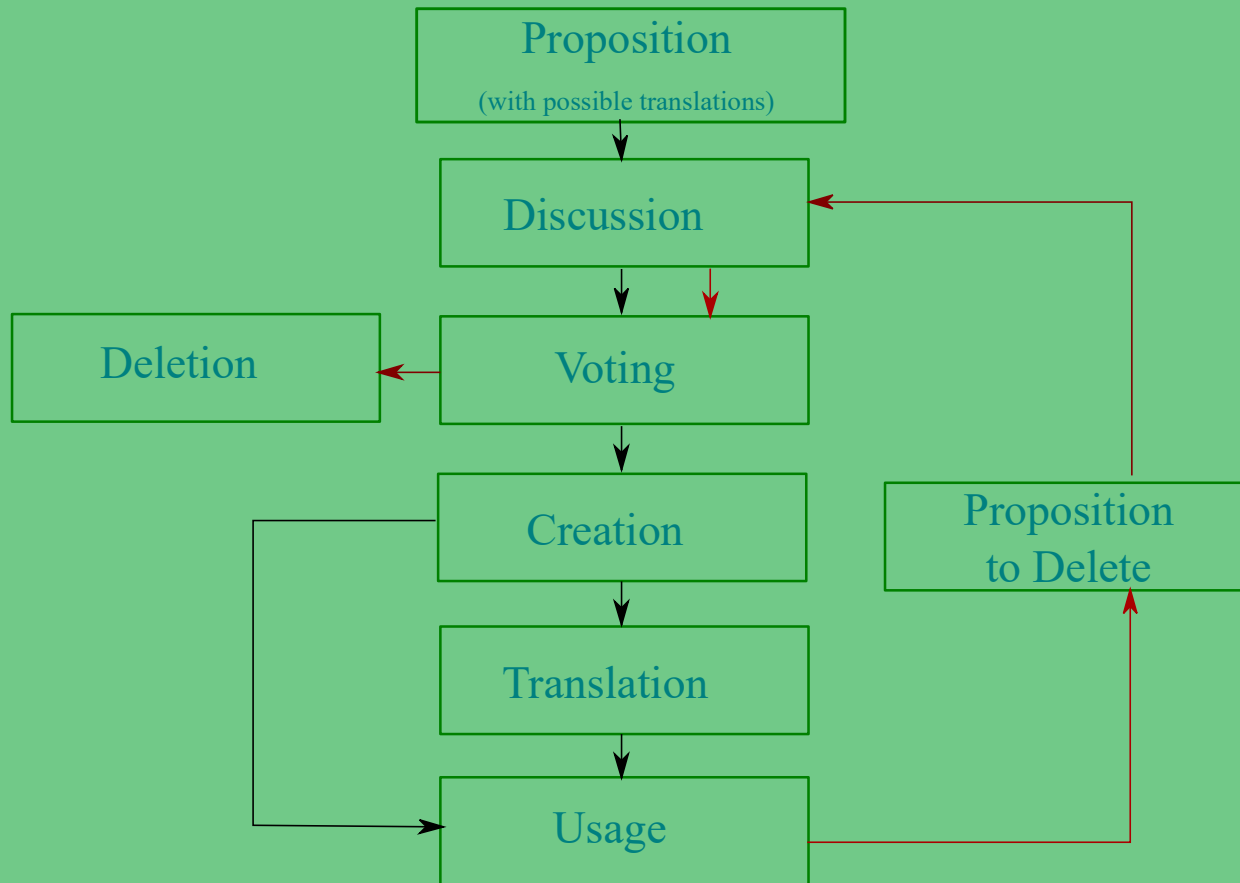 Proposition
(with possible translations)
Discussion
Deletion
Voting
Creation
Proposition
to Delete
Translation
Usage